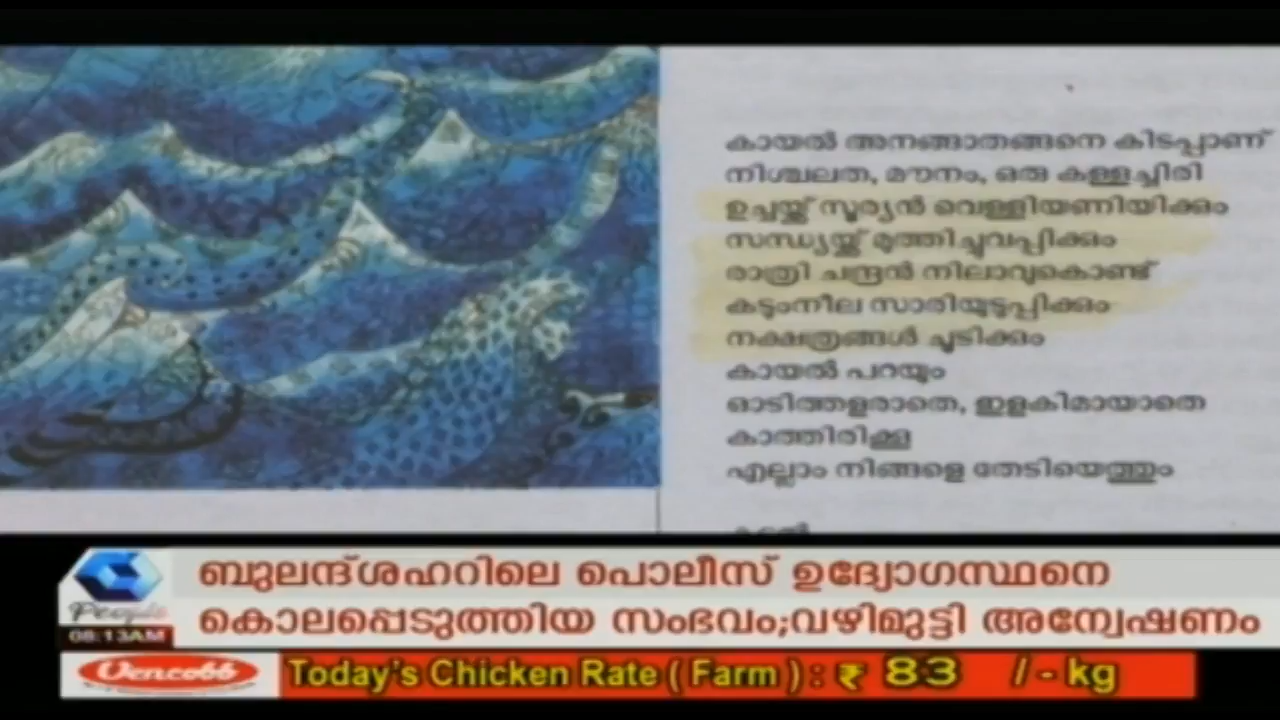 കായൽ അനങ്ങാതങ്ങനെ കിടപ്പാണ്
നിശ്ചലത, മൗനം, ഒരു കള്ളച്ചിരി
ഉച്ചയ്ക്ക് സൂര്യൻ വെള്ളിയണിയിക്കും
സന്ധ്യയ്ക്ക് മുത്തിച്ചുവപ്പിക്കും
രാത്രി ചന്ദ്രൻ നിലാവുകൊണ്ട്
കടുംനീല സാരിയുടുപ്പിക്കും
നക്ഷത്രങ്ങൾ ചൂടിക്കും
കായൽ പറയും
ഓടിത്തളരാതെ, ഇളകിമായാതെ
കാത്തിരിക്കൂ
എല്ലാം നിങ്ങളെ തേടിയെത്തും
ബുലന്ദ്ശഹറിലെ പൊലീസ് ഉദ്യോഗസ്ഥനെ
കൊലപ്പെടുത്തിയ സംഭവം;വഴിമുട്ടി അന്വേഷണം
People
08:13AM
Vencobb
Today's Chicken Rate ( Farm ) : ₹ 83 /- kg